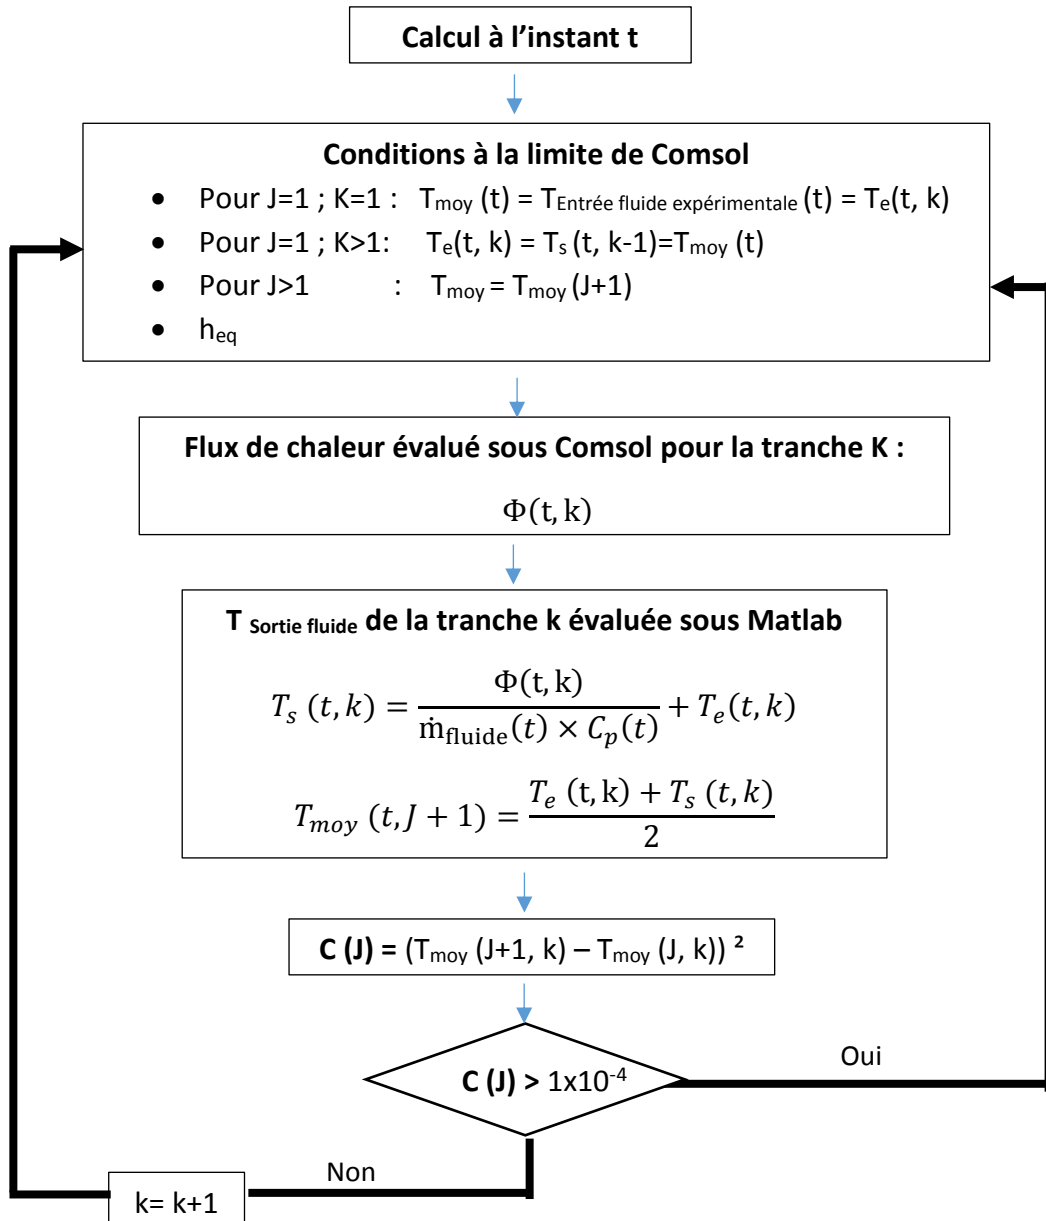 Calcul à l'instant t
Conditions à la limite de Comsol
• Pour J=1 ; K=1 : Tmoy (t) = TEntrée fluide expérimentale (t) = Te(t, k)
• Pour J=1 ; K>1: Te(t, k) = Ts (t, k-1)=Tmoy (t)
• Pour J>1 : Tmoy = Tmoy (J+1)
• heq
Flux de chaleur évalué sous Comsol pour la tranche K :
Φ(t, k)
T Sortie fluide de la tranche k évaluée sous Matlab
Ts (t, k) = Φ(t, k) / (ṁfluide(t) × Cp(t)) + Te(t, k)
Tmoy (t, J + 1) = (Te (t, k) + Ts (t, k)) / 2
C (J) = (Tmoy (J+1, k) – Tmoy (J, k)) ²
C (J) > 1x10⁻⁴
Oui
Non
k= k+1